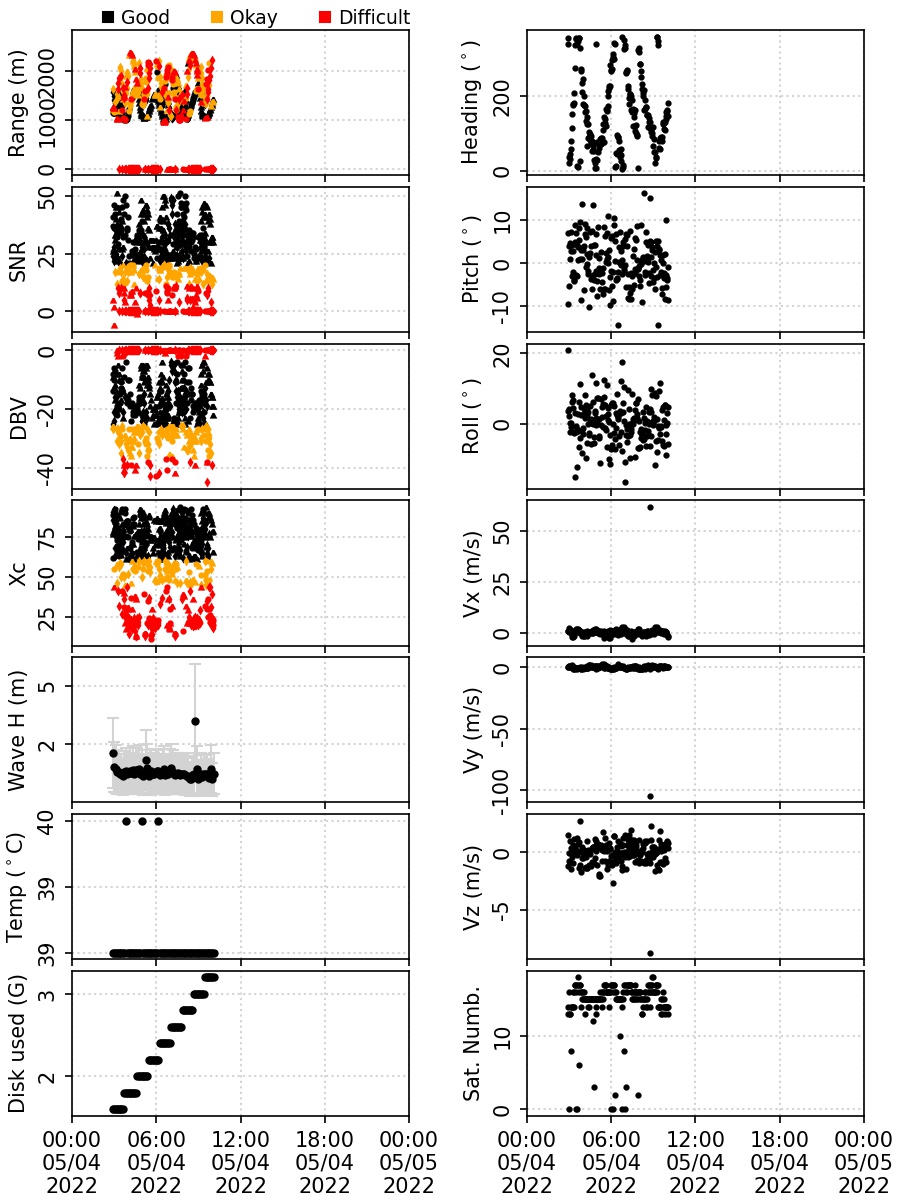 Good Okay Difficult
Range (m)
0
1000
2000
Heading (°)
0
200
SNR
0
25
50
Pitch (°)
-10
0
10
DBV
-40
-20
0
Roll (°)
0
20
Xc
25
50
75
Vx (m/s)
0
25
50
Wave H (m)
2
5
Vy (m/s)
-100
-50
0
Temp (°C)
39
39
40
Vz (m/s)
-5
0
Disk used (G)
2
3
Sat. Numb.
0
10
00:00 06:00 12:00 18:00 00:00 00:00 06:00 12:00 18:00 00:00
05/04 05/04 05/04 05/04 05/05 05/04 05/04 05/04 05/04 05/05
2022 2022 2022 2022 2022 2022 2022 2022 2022 2022